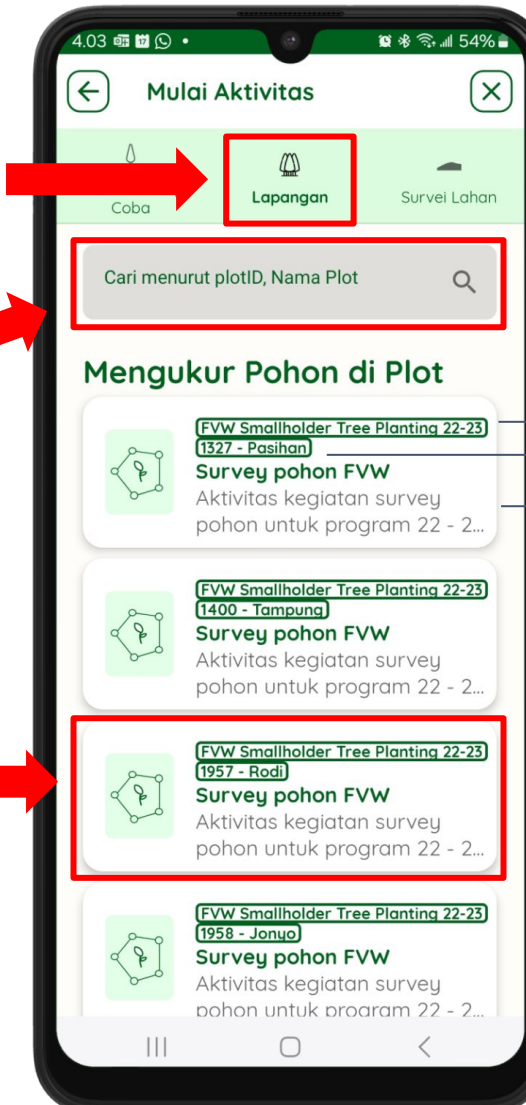 4.03 17 54%
Mulai Aktivitas
Coba Lapangan Survei Lahan
Cari menurut plotID, Nama Plot
Mengukur Pohon di Plot
FVW Smallholder Tree Planting 22-23
1327 - Pasihan
Survey pohon FVW
Aktivitas kegiatan survey
pohon untuk program 22 - 2...
FVW Smallholder Tree Planting 22-23
1400 - Tampung
Survey pohon FVW
Aktivitas kegiatan survey
pohon untuk program 22 - 2...
FVW Smallholder Tree Planting 22-23
1957 - Rodi
Survey pohon FVW
Aktivitas kegiatan survey
pohon untuk program 22 - 2...
FVW Smallholder Tree Planting 22-23
1958 - Jonyo
Survey pohon FVW
Aktivitas kegiatan survey
pohon untuk program 22 - 2...